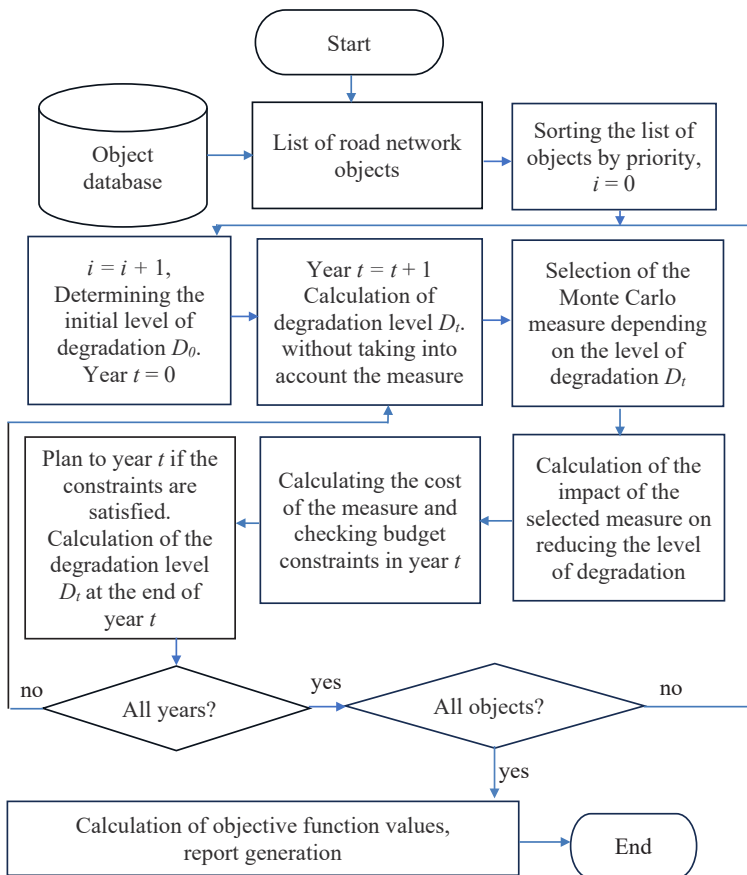 Start
Object
database
List of road network
objects
Sorting the list of
objects by priority,
i = 0
i = i + 1,
Determining the
initial level of
degradation D₀.
Year t = 0
Year t = t + 1
Calculation of
degradation level Dₜ.
without taking into
account the measure
Selection of the
Monte Carlo
measure depending
on the level of
degradation Dₜ
Plan to year t if the
constraints are
satisfied.
Calculation of the
degradation level
Dₜ at the end of
year t
Calculating the cost
of the measure and
checking budget
constraints in year t
Calculation of the
impact of the
selected measure on
reducing the level
of degradation
no
All years?
yes
All objects?
no
yes
Calculation of objective function values,
report generation
End